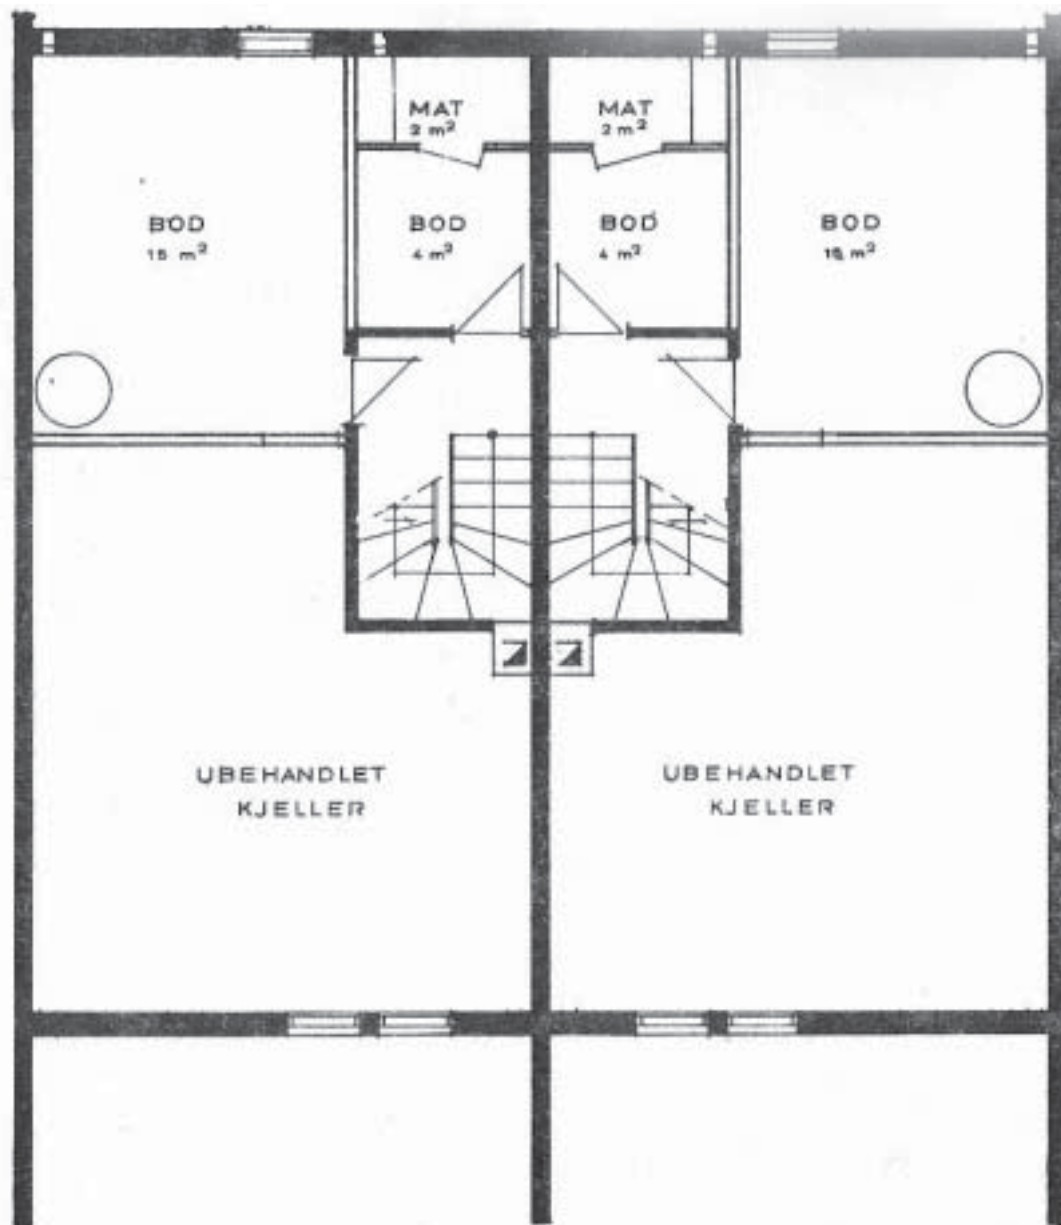 MAT
2 m²
MAT
2 m²
BOD
15 m²
BOD
4 m²
BOD
4 m²
BOD
15 m²
UBEHANDLET
KJELLER
UBEHANDLET
KJELLER